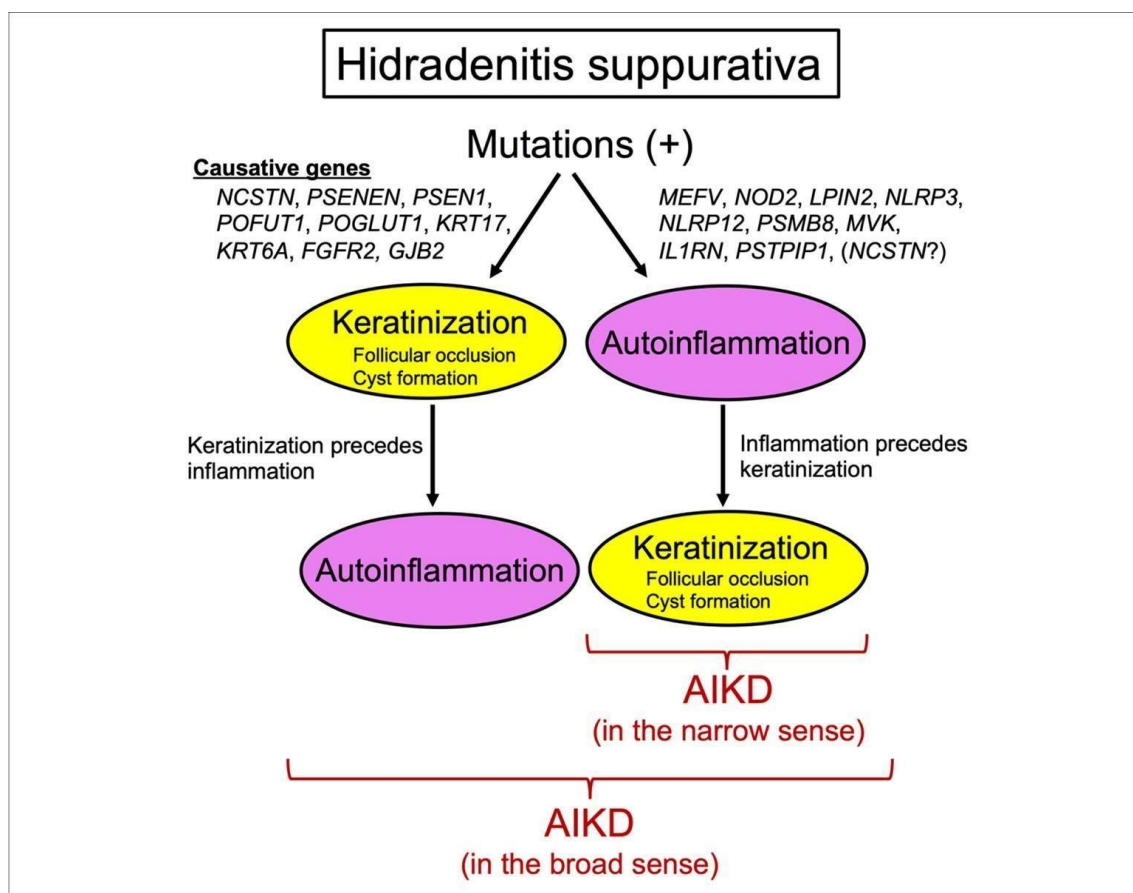 Hidradenitis suppurativa
Mutations (+)
Causative genes
NCSTN, PSENEN, PSEN1,
POFUT1, POGLUT1, KRT17,
KRT6A, FGFR2, GJB2
MEFV, NOD2, LPIN2, NLRP3,
NLRP12, PSMB8, MVK,
IL1RN, PSTPIP1, (NCSTN?)
Keratinization
Follicular occlusion
Cyst formation
Autoinflammation
Keratinization precedes
inflammation
Inflammation precedes
keratinization
Autoinflammation
Keratinization
Follicular occlusion
Cyst formation
AIKD
(in the narrow sense)
AIKD
(in the broad sense)